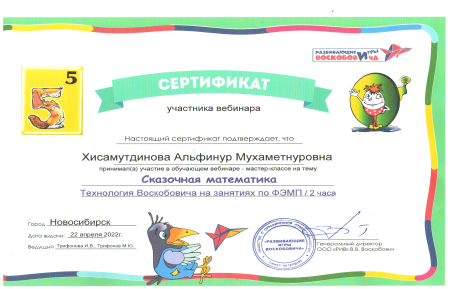 5
РАЗВИВАЮЩИЕ ИГРЫ
ВОСКОБОВИЧА
СЕРТИФИКАТ
участника вебинара
Настоящий сертификат подтверждает, что
Хисамутдинова Альфинур Мухаметнуровна
принимал(а) участие в обучающем вебинаре - мастер-классе на тему
Сказочная математика
Технология Воскобовича на занятиях по ФЭМП / 2 часа
Город Новосибирск
Дата выдачи: 22 апреля 2022г.
Ведущий Трифонова И.В., Трифонов М.Ю.
«РАЗВИВАЮЩИЕ
ИГРЫ
ВОСКОБОВИЧА»
Генеральный директор
ООО «РИВ» В.В. Воскобович